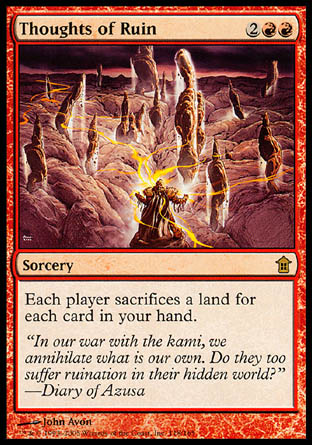 Thoughts of Ruin 2
Sorcery
Each player sacrifices a land for
each card in your hand.
“In our war with the kami, we
annihilate what is our own. Do they too
suffer ruination in their hidden world?”
—Diary of Azusa
John Avon